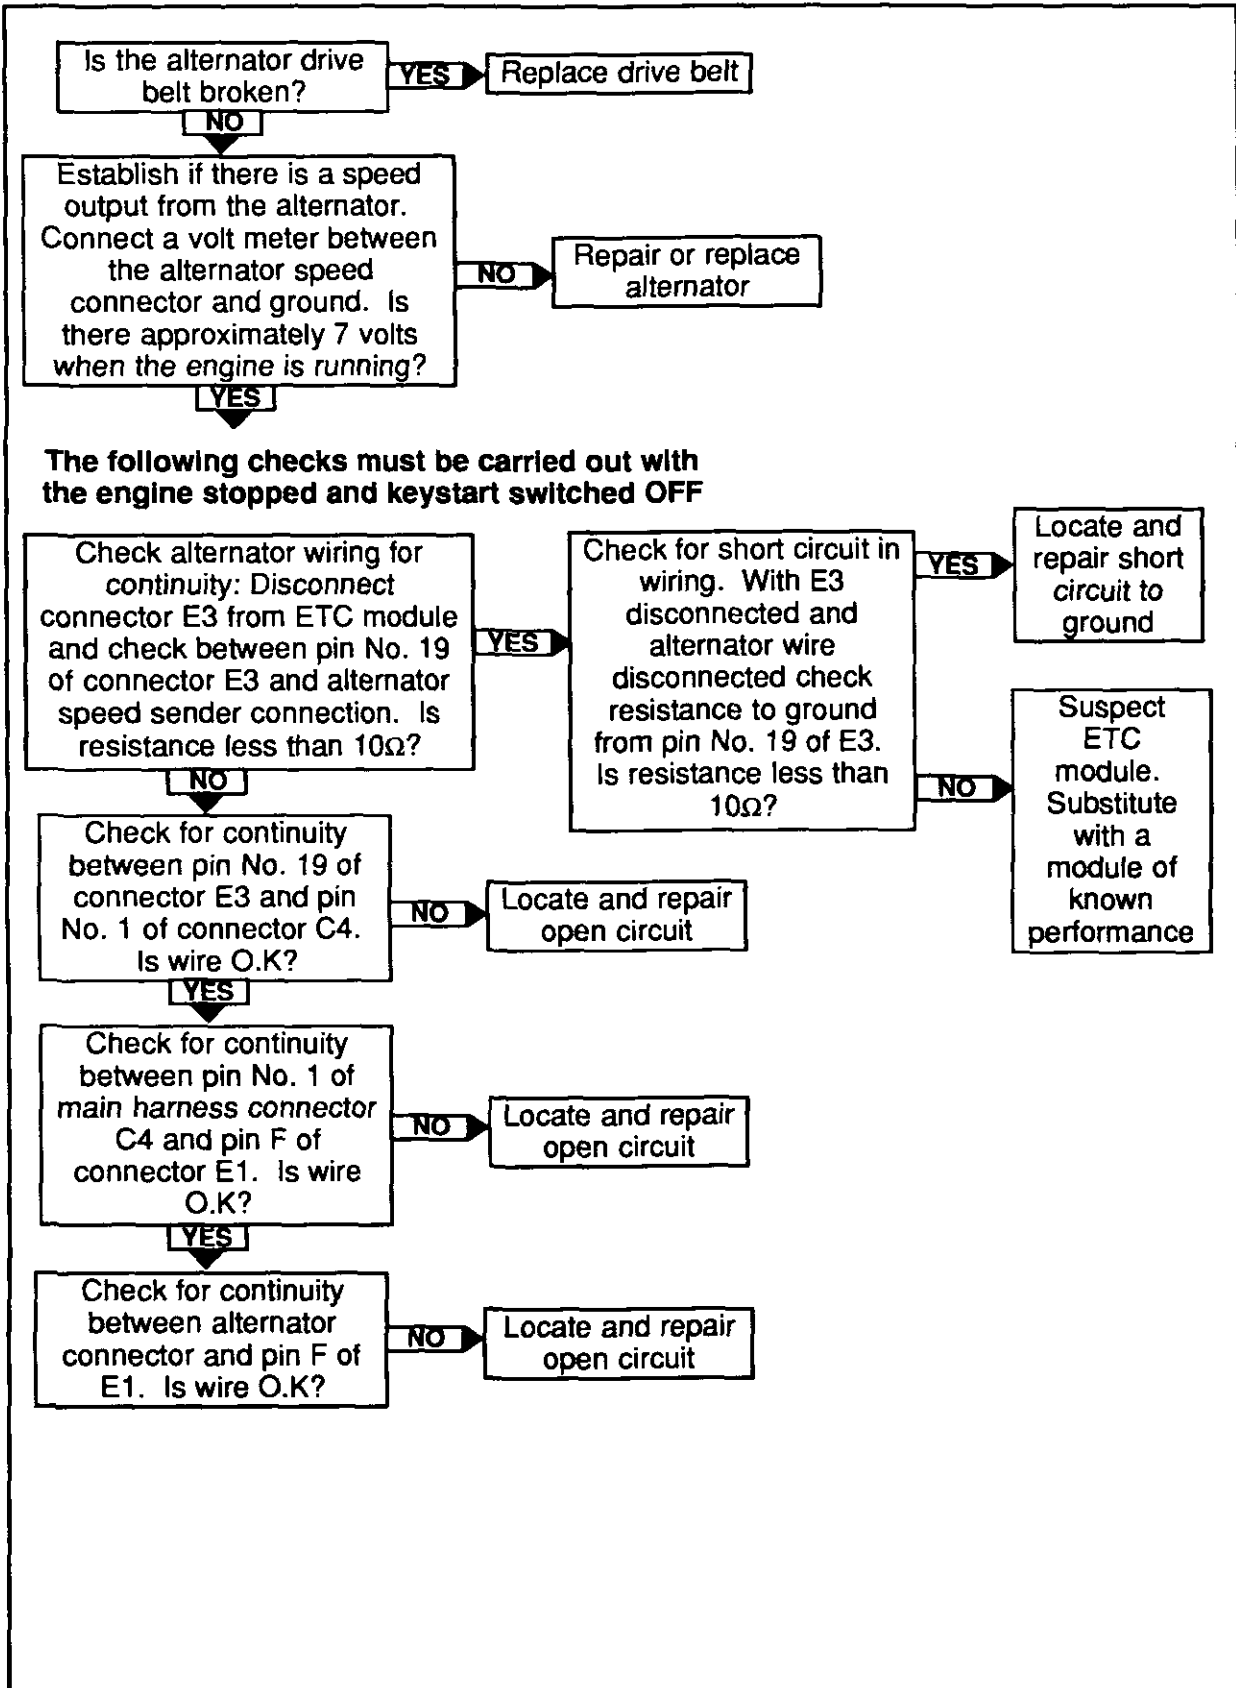 Is the alternator drive
belt broken?
YES
Replace drive belt
NO
Establish if there is a speed
output from the alternator.
Connect a volt meter between
the alternator speed
connector and ground. Is
there approximately 7 volts
when the engine is running?
NO
Repair or replace
alternator
YES
The following checks must be carried out with
the engine stopped and keystart switched OFF
Check alternator wiring for
continuity: Disconnect
connector E3 from ETC module
and check between pin No. 19
of connector E3 and alternator
speed sender connection. Is
resistance less than 10Ω?
YES
Check for short circuit in
wiring. With E3
disconnected and
alternator wire
disconnected check
resistance to ground
from pin No. 19 of E3.
Is resistance less than
10Ω?
YES
Locate and
repair short
circuit to
ground
NO
Suspect
ETC
module.
Substitute
with a
module of
known
performance
NO
Check for continuity
between pin No. 19 of
connector E3 and pin
No. 1 of connector C4.
Is wire O.K?
NO
Locate and repair
open circuit
YES
Check for continuity
between pin No. 1 of
main harness connector
C4 and pin F of
connector E1. Is wire
O.K?
NO
Locate and repair
open circuit
YES
Check for continuity
between alternator
connector and pin F of
E1. Is wire O.K?
NO
Locate and repair
open circuit